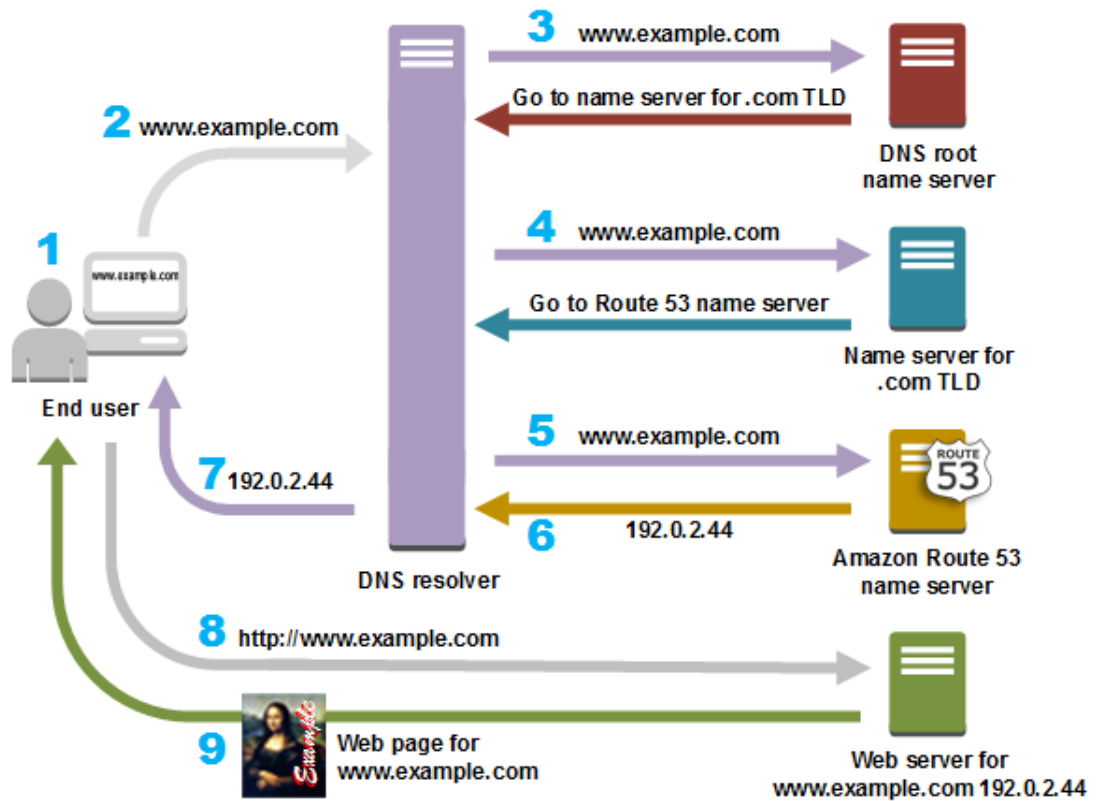 3 www.example.com
Go to name server for .com TLD
DNS root
name server
2 www.example.com
1
www.example.com
End user
4 www.example.com
Go to Route 53 name server
Name server for
.com TLD
5 www.example.com
ROUTE
53
6 192.0.2.44
Amazon Route 53
name server
7 192.0.2.44
DNS resolver
8 http://www.example.com
9
Example
Web page for
www.example.com
Web server for
www.example.com 192.0.2.44